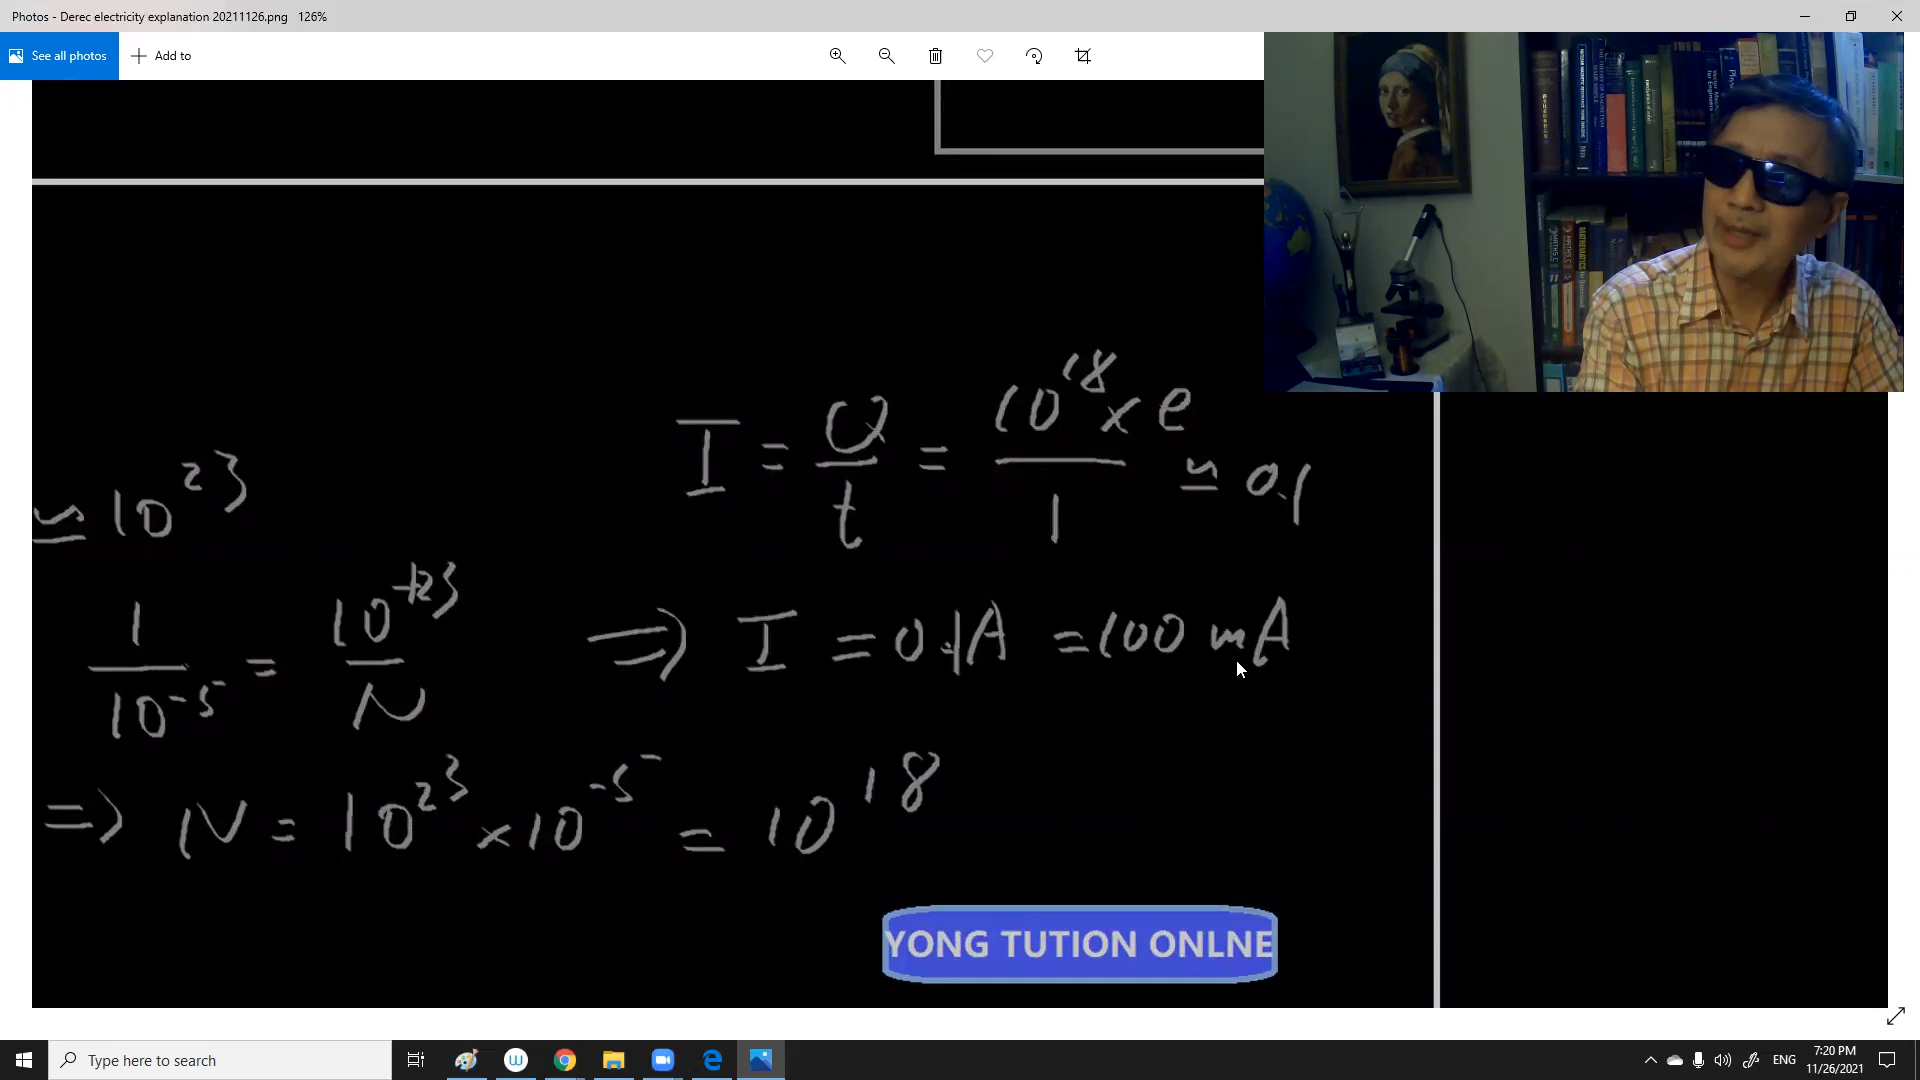 Photos - Derec electricity explanation 20211126.png 126%
See all photos
Add to
I = Q/t = 10^18 × e / 1 ≃ 0.1
≃ 10^23
1/10^-5 = 10^23/N
⇒ I = 0.1A = 100 mA
⇒ N = 10^23 × 10^-5 = 10^18
YONG TUTION ONLNE
Type here to search
ENG
7:20 PM
11/26/2021